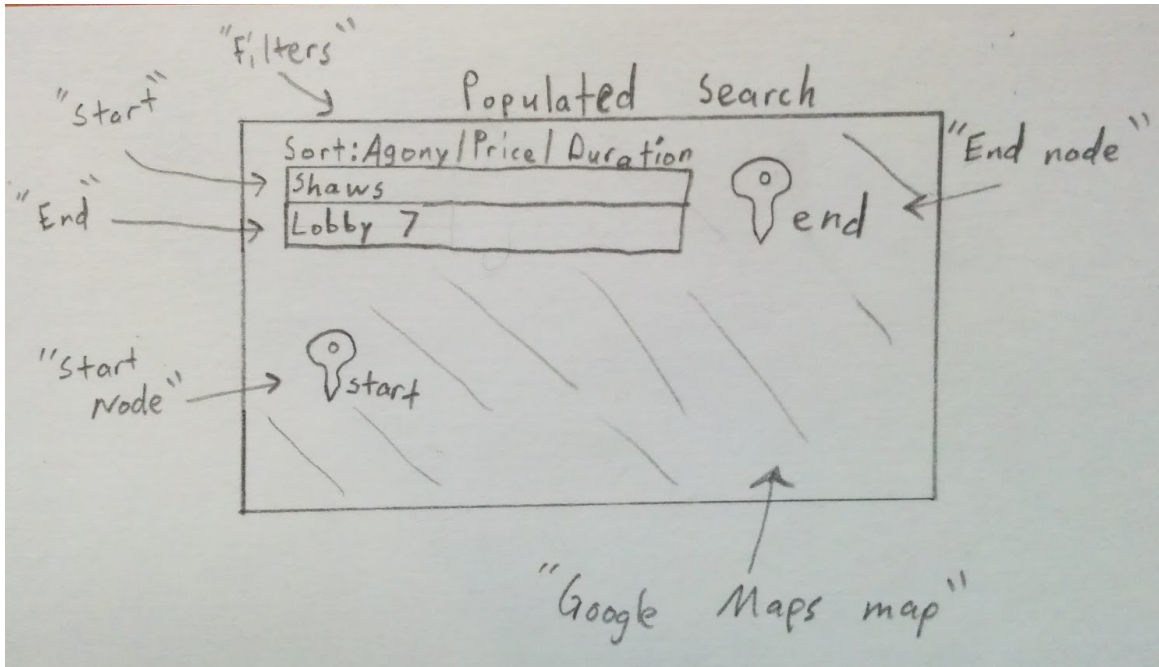 "Filters"
Populated Search
"Start"
Sort: Agony/Price/Duration
"End node"
Shaws
"End"
Lobby 7
end
"Start
Node"
start
"Google Maps map"